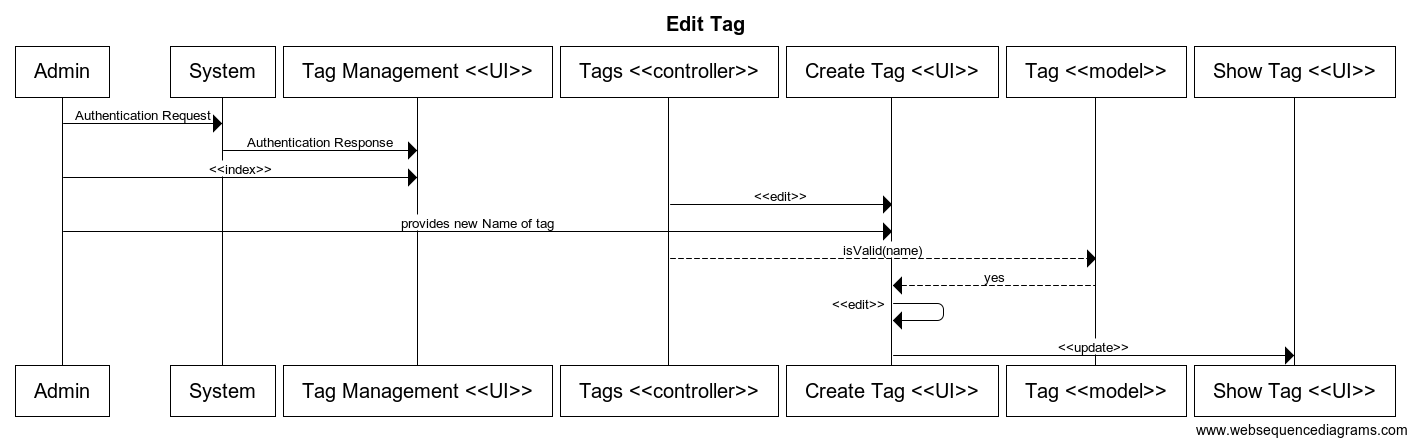 Edit Tag
Admin
System
Tag Management <<UI>>
Tags <<controller>>
Create Tag <<UI>>
Tag <<model>>
Show Tag <<UI>>
Authentication Request
Authentication Response
<<index>>
<<edit>>
provides new Name of tag
isValid(name)
yes
<<edit>>
<<update>>
Admin
System
Tag Management <<UI>>
Tags <<controller>>
Create Tag <<UI>>
Tag <<model>>
Show Tag <<UI>>
www.websequencediagrams.com